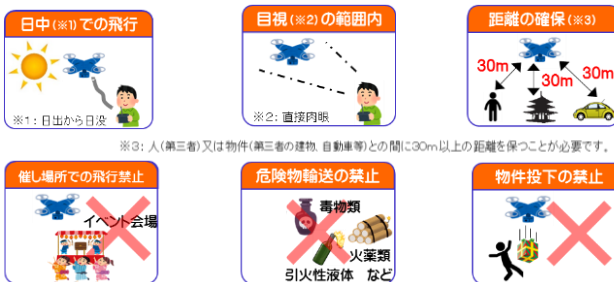 日中(※1)での飛行
目視(※2)の範囲内
距離の確保(※3)
30m
30m
30m
※1：日出から日没
※2：直接肉眼
※3：人(第三者)又は物件(第三者の建物、自動車等)との間に30m以上の距離を保つことが必要です。
催し場所での飛行禁止
危険物輸送の禁止
物件投下の禁止
イベント会場
毒物類
火薬類
引火性液体 など